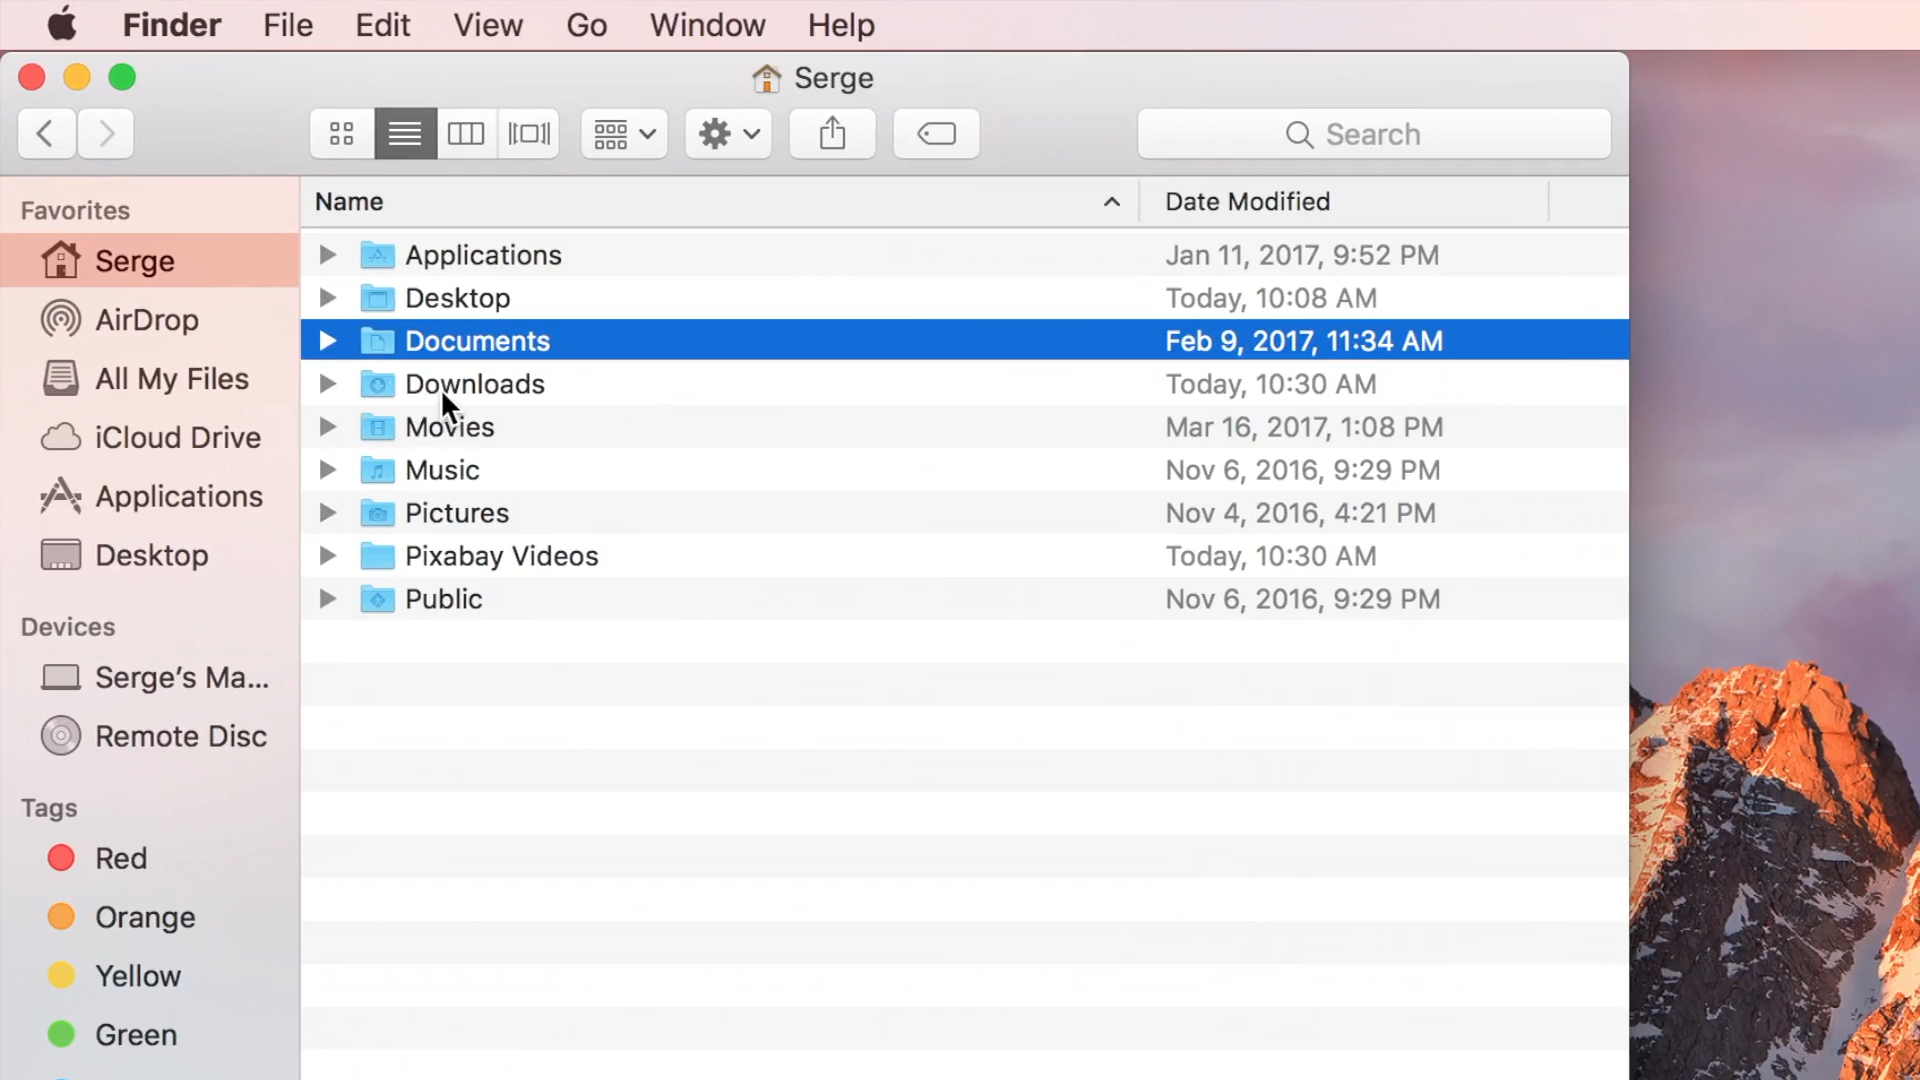 Finder File Edit View Go Window Help
Serge
Search
Favorites
Serge
AirDrop
All My Files
iCloud Drive
Applications
Desktop
Devices
Serge’s Ma...
Remote Disc
Tags
Red
Orange
Yellow
Green
Name Date Modified
Applications Jan 11, 2017, 9:52 PM
Desktop Today, 10:08 AM
Documents Feb 9, 2017, 11:34 AM
Downloads Today, 10:30 AM
Movies Mar 16, 2017, 1:08 PM
Music Nov 6, 2016, 9:29 PM
Pictures Nov 4, 2016, 4:21 PM
Pixabay Videos Today, 10:30 AM
Public Nov 6, 2016, 9:29 PM